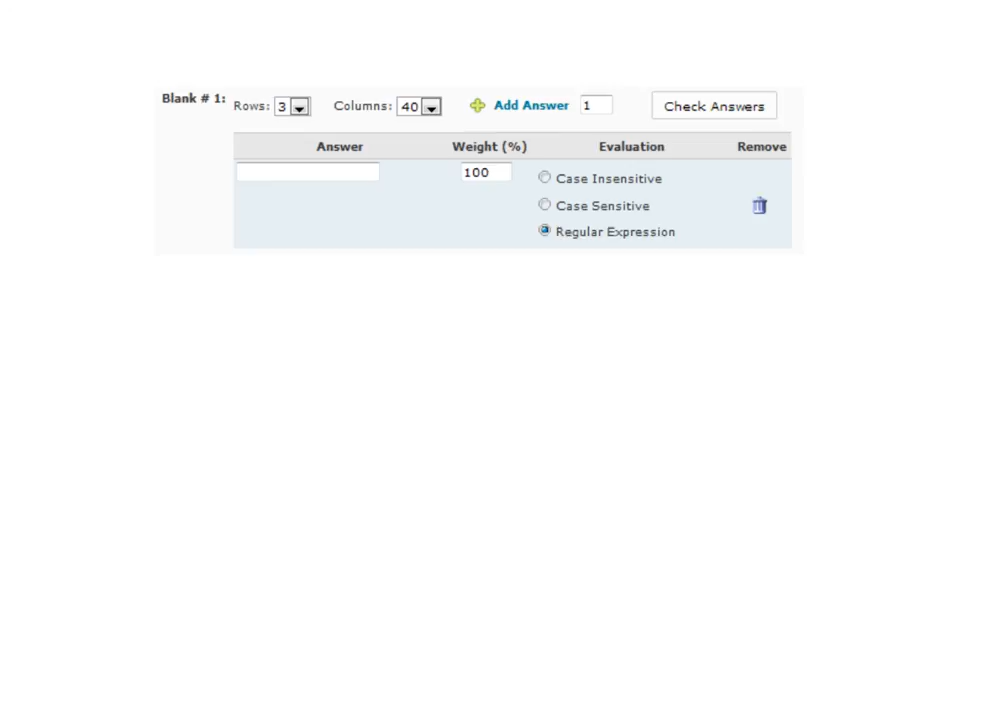 Blank # 1: Rows: 3 Columns: 40 Add Answer 1 Check Answers
Answer Weight (%) Evaluation Remove
100 Case Insensitive
Case Sensitive
Regular Expression